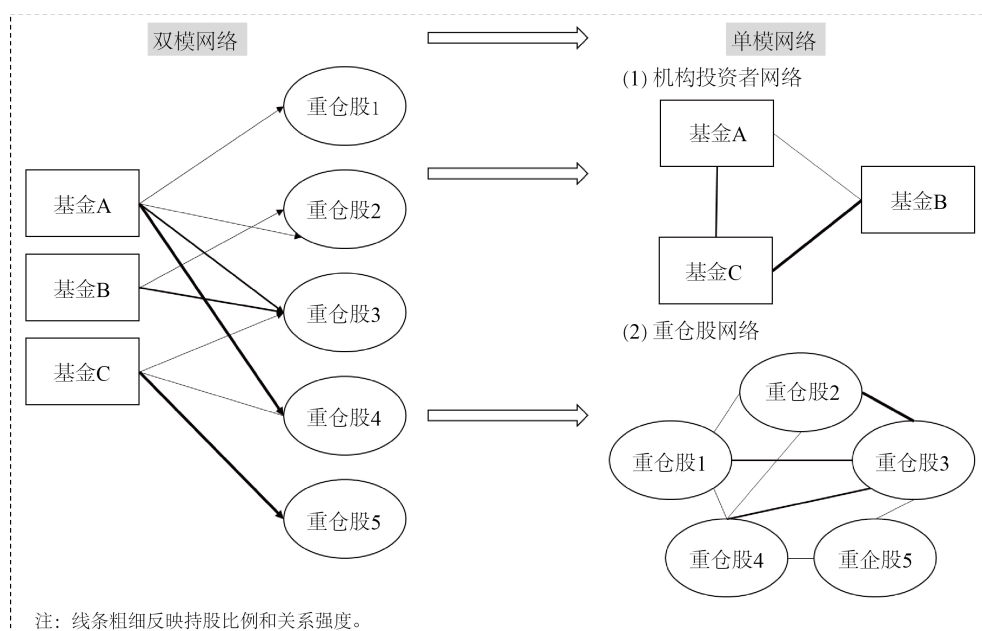 双模网络
单模网络
重仓股1
重仓股2
重仓股3
重仓股4
重仓股5
基金A
基金B
基金C
(1) 机构投资者网络
基金A
基金B
基金C
(2) 重仓股网络
重仓股2
重仓股1
重仓股3
重仓股4
重企股5
注：线条粗细反映持股比例和关系强度。